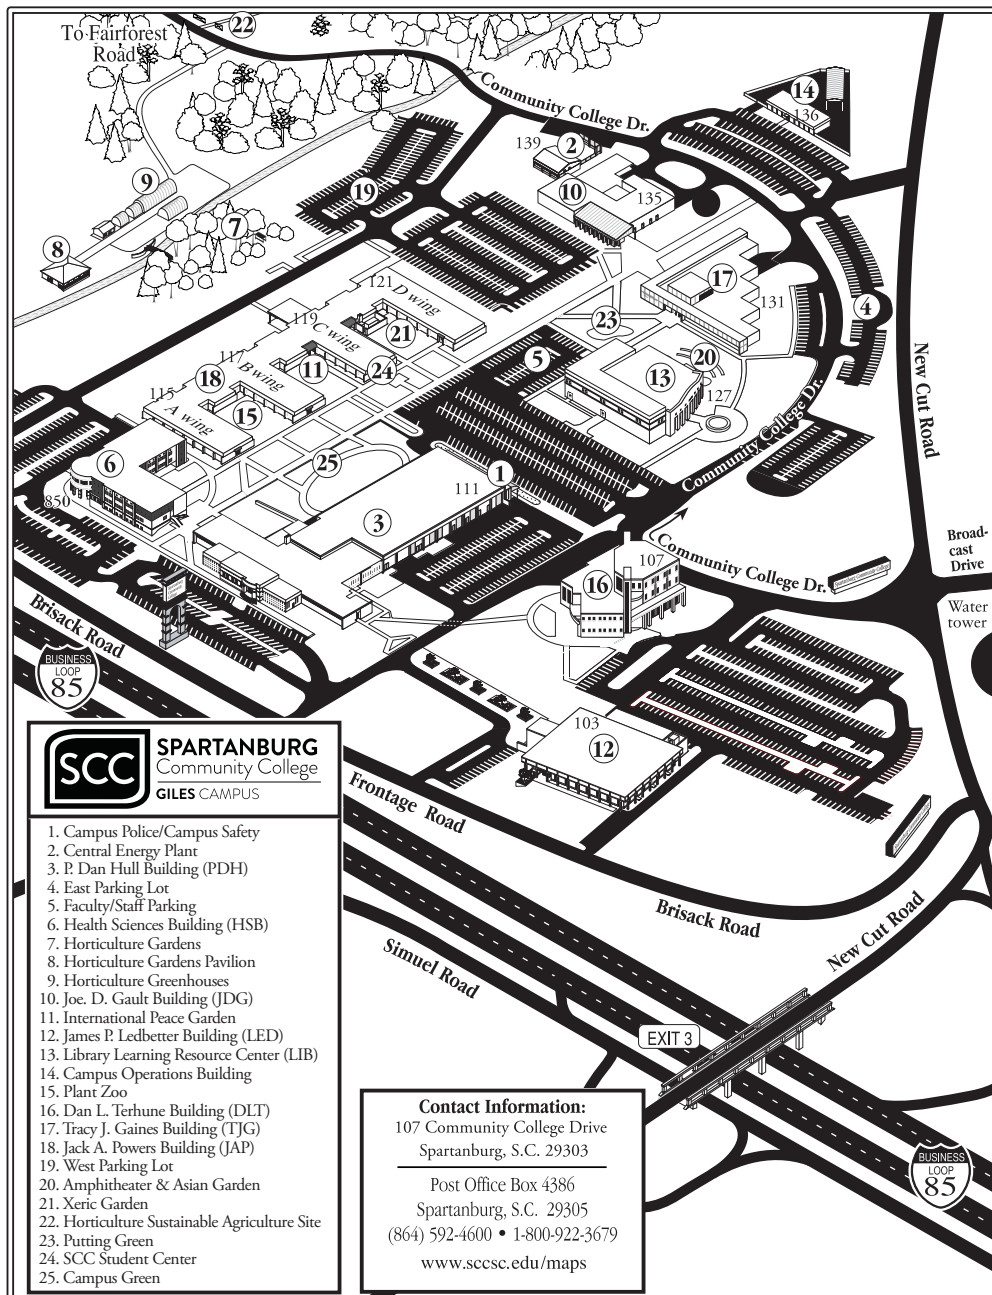 To Fairforest
Road
22
Community College Dr.
14
136
139
2
9
19
10
135
7
8
17
121
D wing
131
4
119
C wing
21
23
5
20
New Cut Road
117
B wing
11
24
13
18
127
115
A wing
15
Community College Dr.
25
6
1
111
850
3
Broad-
cast
Drive
Community College Dr.
107
16
Water
tower
Brisack Road
BUSINESS
LOOP
85
103
12
SCC
SPARTANBURG
Community College
GILES CAMPUS
Frontage Road
1. Campus Police/Campus Safety
2. Central Energy Plant
3. P. Dan Hull Building (PDH)
4. East Parking Lot
5. Faculty/Staff Parking
6. Health Sciences Building (HSB)
7. Horticulture Gardens
8. Horticulture Gardens Pavilion
9. Horticulture Greenhouses
10. Joe. D. Gault Building (JDG)
11. International Peace Garden
12. James P. Ledbetter Building (LED)
13. Library Learning Resource Center (LIB)
14. Campus Operations Building
15. Plant Zoo
16. Dan L. Terhune Building (DLT)
17. Tracy J. Gaines Building (TJG)
18. Jack A. Powers Building (JAP)
19. West Parking Lot
20. Amphitheater & Asian Garden
21. Xeric Garden
22. Horticulture Sustainable Agriculture Site
23. Putting Green
24. SCC Student Center
25. Campus Green
Brisack Road
New Cut Road
Simuel Road
EXIT 3
Contact Information:
107 Community College Drive
Spartanburg, S.C. 29303
Post Office Box 4386
Spartanburg, S.C. 29305
(864) 592-4600 • 1-800-922-3679
www.sccsc.edu/maps
BUSINESS
LOOP
85